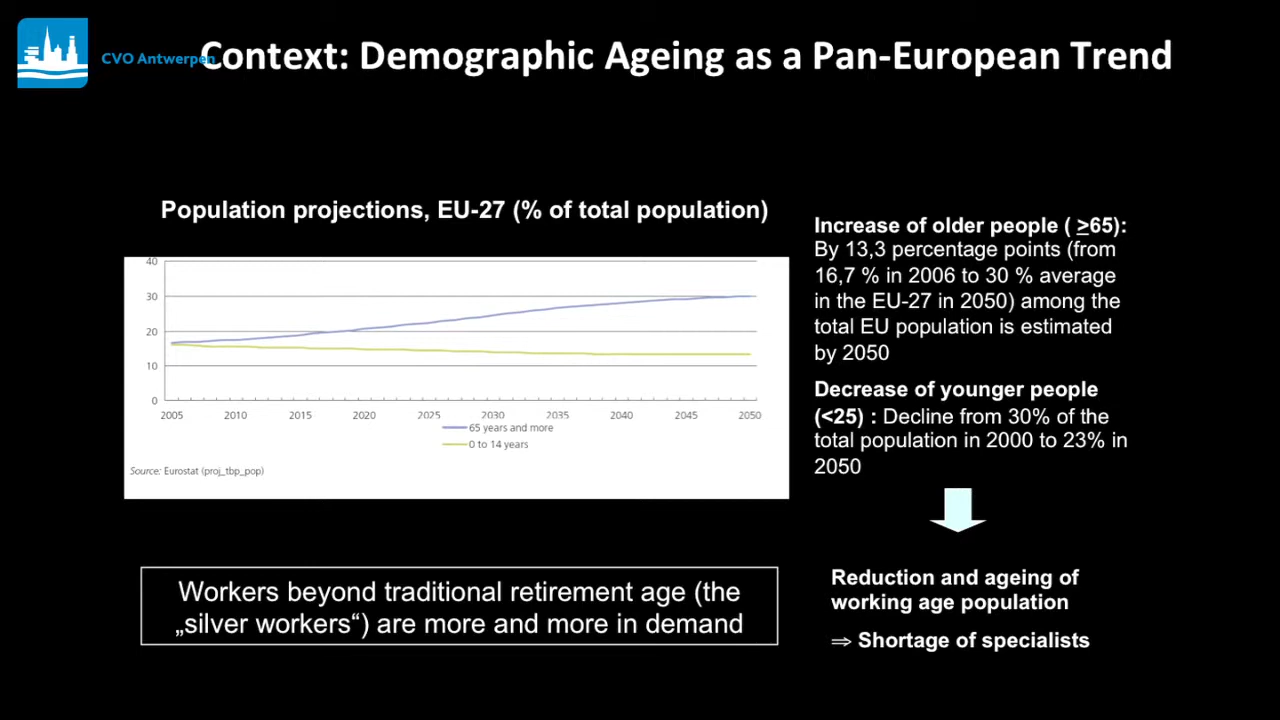 CVO Antwerpen
Context: Demographic Ageing as a Pan-European Trend
Population projections, EU-27 (% of total population)
40
30
20
10
0
2005 2010 2015 2020 2025 2030 2035 2040 2045 2050
65 years and more
0 to 14 years
Source: Eurostat (proj_tbp_pop)
Increase of older people ( ≥65):
By 13,3 percentage points (from
16,7 % in 2006 to 30 % average
in the EU-27 in 2050) among the
total EU population is estimated
by 2050
Decrease of younger people
(<25) : Decline from 30% of the
total population in 2000 to 23% in
2050
Workers beyond traditional retirement age (the
„silver workers“) are more and more in demand
Reduction and ageing of
working age population
⇒ Shortage of specialists